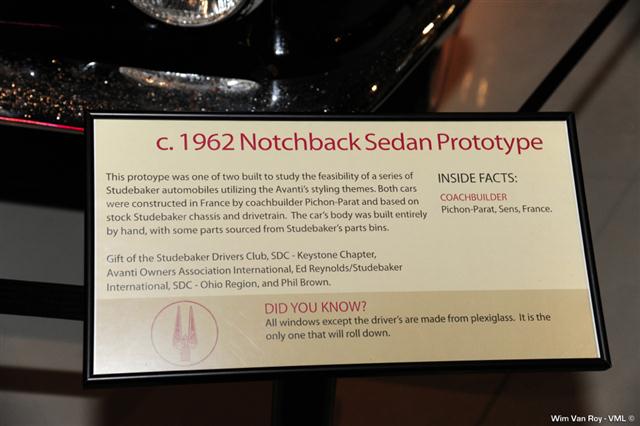 c. 1962 Notchback Sedan Prototype
This protoype was one of two built to study the feasibility of a series of
Studebaker automobiles utilizing the Avanti's styling themes. Both cars
were constructed in France by coachbuilder Pichon-Parat and based on
stock Studebaker chassis and drivetrain. The car's body was built entirely
by hand, with some parts sourced from Studebaker's parts bins.
Gift of the Studebaker Drivers Club, SDC - Keystone Chapter,
Avanti Owners Association International, Ed Reynolds/Studebaker
International, SDC - Ohio Region, and Phil Brown.
INSIDE FACTS:
COACHBUILDER
Pichon-Parat, Sens, France.
DID YOU KNOW?
All windows except the driver's are made from plexiglass. It is the
only one that will roll down.
Wim Van Roy - VML ©